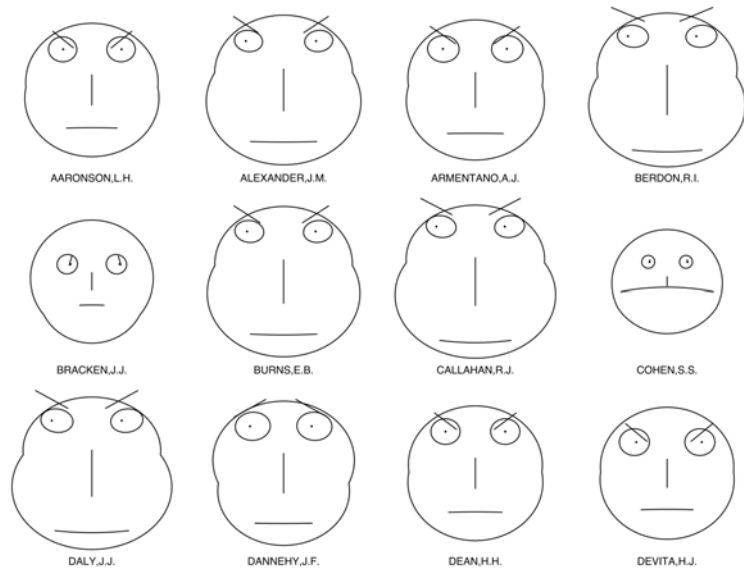 AARONSON,L.H.
ALEXANDER,J.M.
ARMENTANO,A.J.
BERDON,R.I.
BRACKEN,J.J.
BURNS,E.B.
CALLAHAN,R.J.
COHEN,S.S.
DALY,J.J.
DANNEHY,J.F.
DEAN,H.H.
DEVITA,H.J.